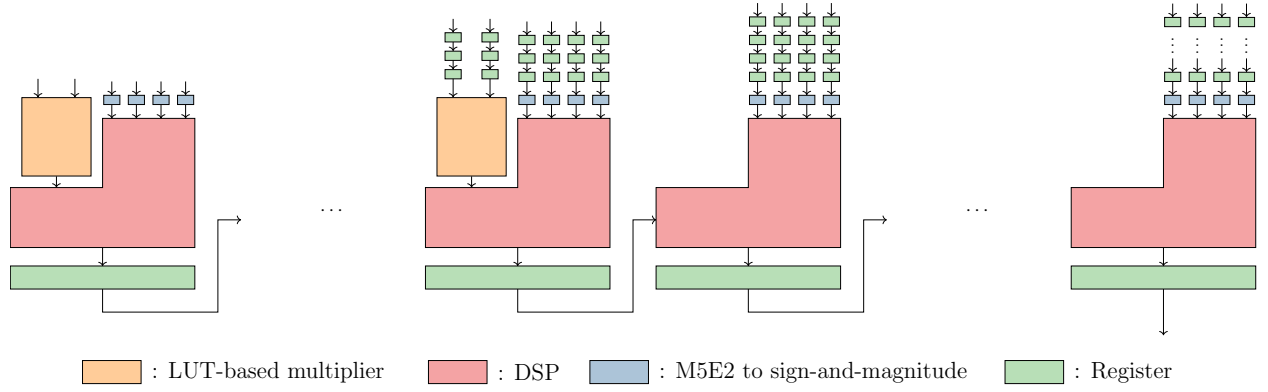 ...
...
: LUT-based multiplier : DSP : M5E2 to sign-and-magnitude : Register